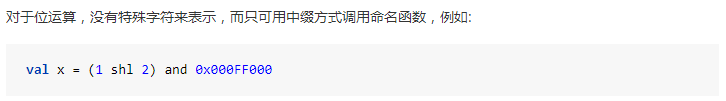 对于位运算，没有特殊字符来表示，而只可用中缀方式调用命名函数，例如:
val x = (1 shl 2) and 0x000FF000